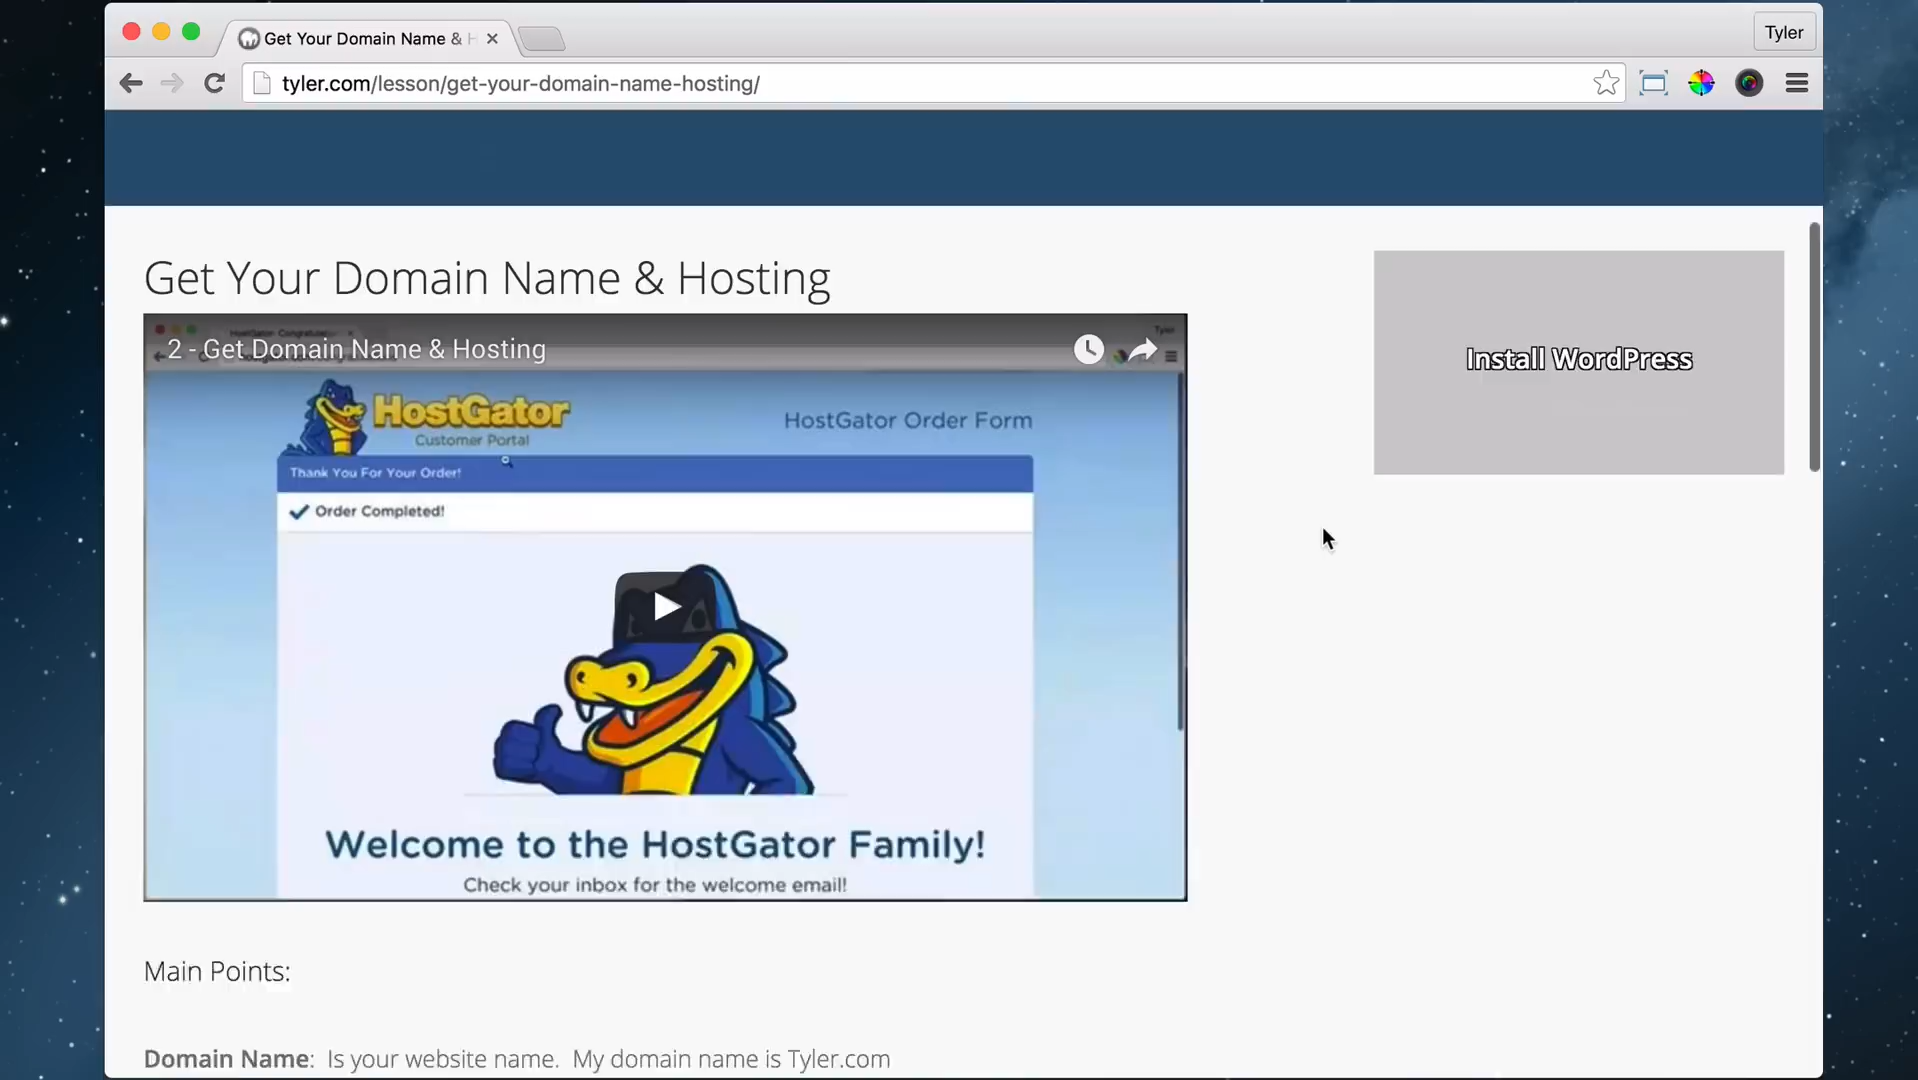 Get Your Domain Name & H
Tyler
tyler.com/lesson/get-your-domain-name-hosting/
Get Your Domain Name & Hosting
Install WordPress
2 - Get Domain Name & Hosting
Tyler
HostGator
Customer Portal
HostGator Order Form
Thank You For Your Order!
Order Completed!
Welcome to the HostGator Family!
Check your inbox for the welcome email!
Main Points:
Domain Name: Is your website name. My domain name is Tyler.com